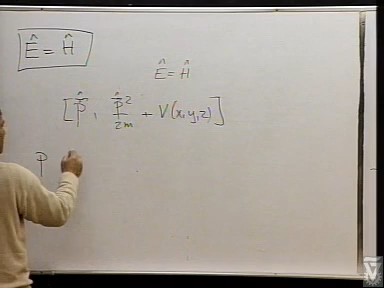 Ê = Ĥ
Ê = Ĥ
[p̂, p̂²/2m + V(x,y,z)]
P